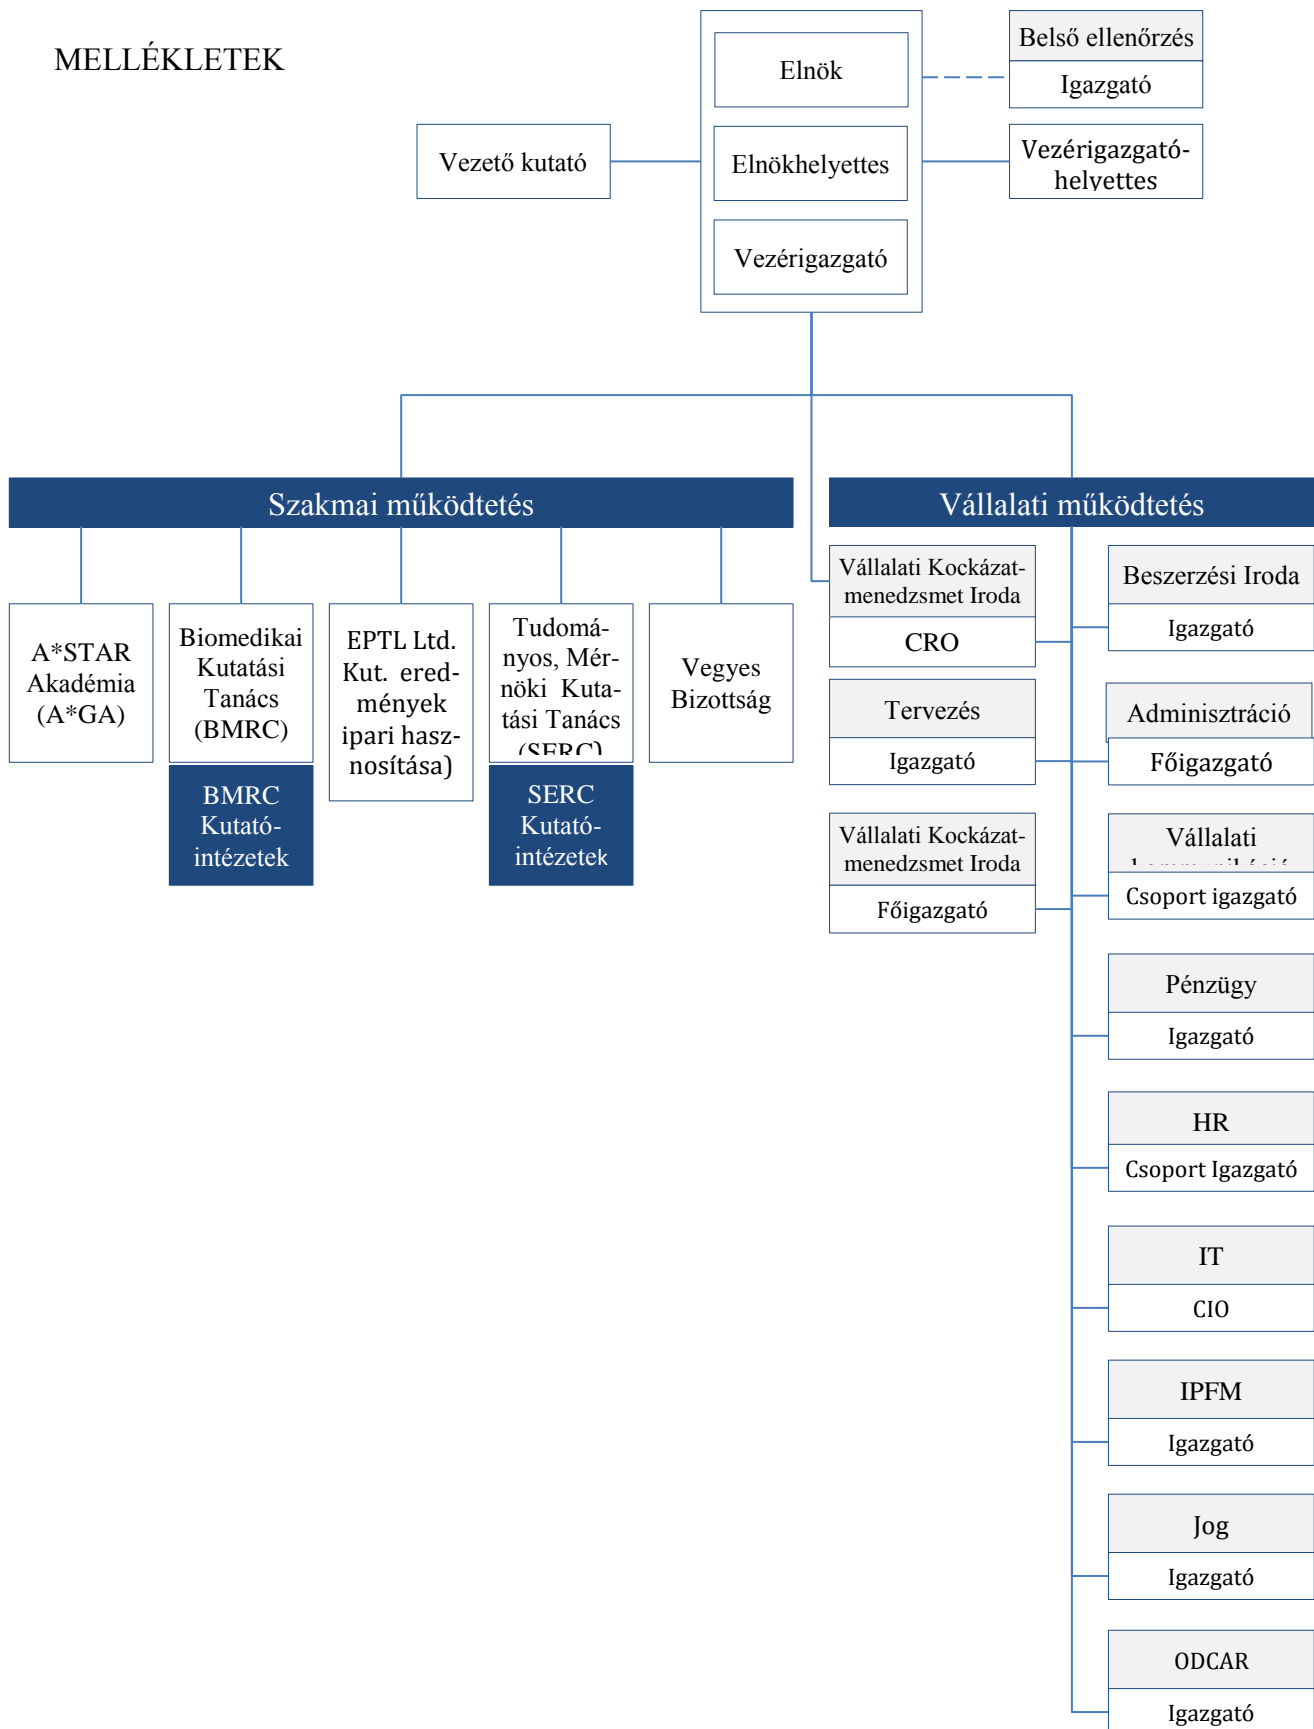 MELLÉKLETEK
Elnök
Belső ellenőrzés
Igazgató
Vezető kutató
Elnökhelyettes
Vezérigazgató-
helyettes
Vezérigazgató
Szakmai működtetés
A*STAR
Akadémia
(A*GA)
Biomedikai
Kutatási
Tanács
(BMRC)
BMRC
Kutató-
intézetek
EPTL Ltd.
Kut. ered-
mények
ipari hasz-
nosítása)
Tudomá-
nyos, Mér-
nöki Kuta-
tási Tanács
(SERC)
SERC
Kutató-
intézetek
Vegyes
Bizottság
Vállalati működtetés
Vállalati Kockázat-
menedzsmet Iroda
CRO
Tervezés
Igazgató
Vállalati Kockázat-
menedzsmet Iroda
Főigazgató
Beszerzési Iroda
Igazgató
Adminisztráció
Főigazgató
Vállalati
Csoport igazgató
Pénzügy
Igazgató
HR
Csoport Igazgató
IT
CIO
IPFM
Igazgató
Jog
Igazgató
ODCAR
Igazgató